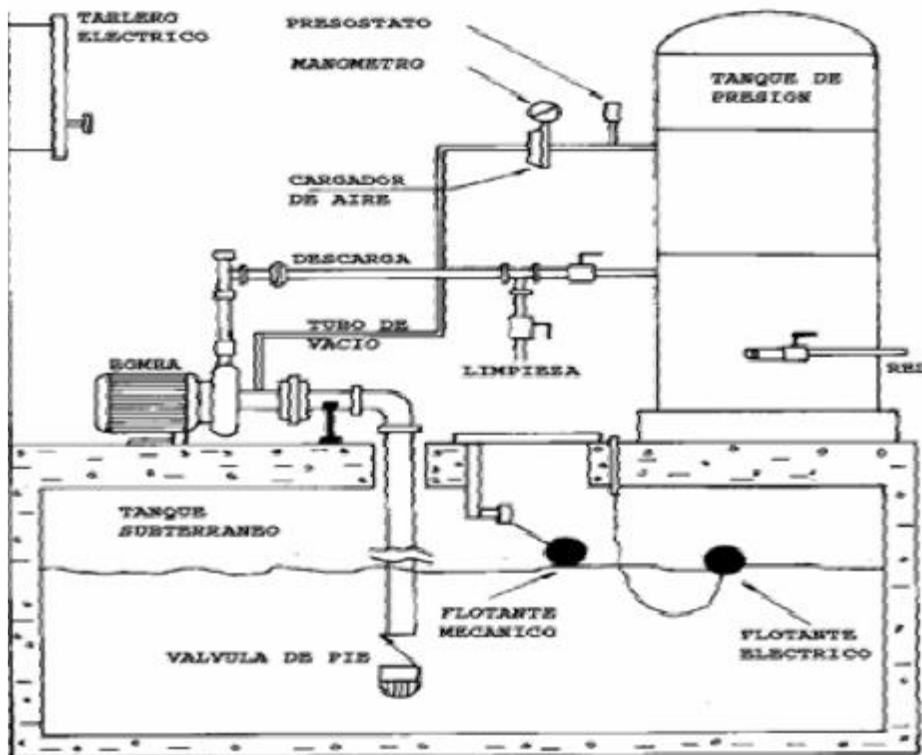 TABLERO
ELECTRICO
PRESOSTATO
MANOMETRO
TANQUE DE
PRESION
CARGADOR
DE AIRE
DESCARGA
TUBO DE
VACIO
BOMBA
LIMPIEZA
RED
TANQUE
SUBTERRANEO
FLOTANTE
MECANICO
FLOTANTE
ELECTRICO
VALVULA DE PIE